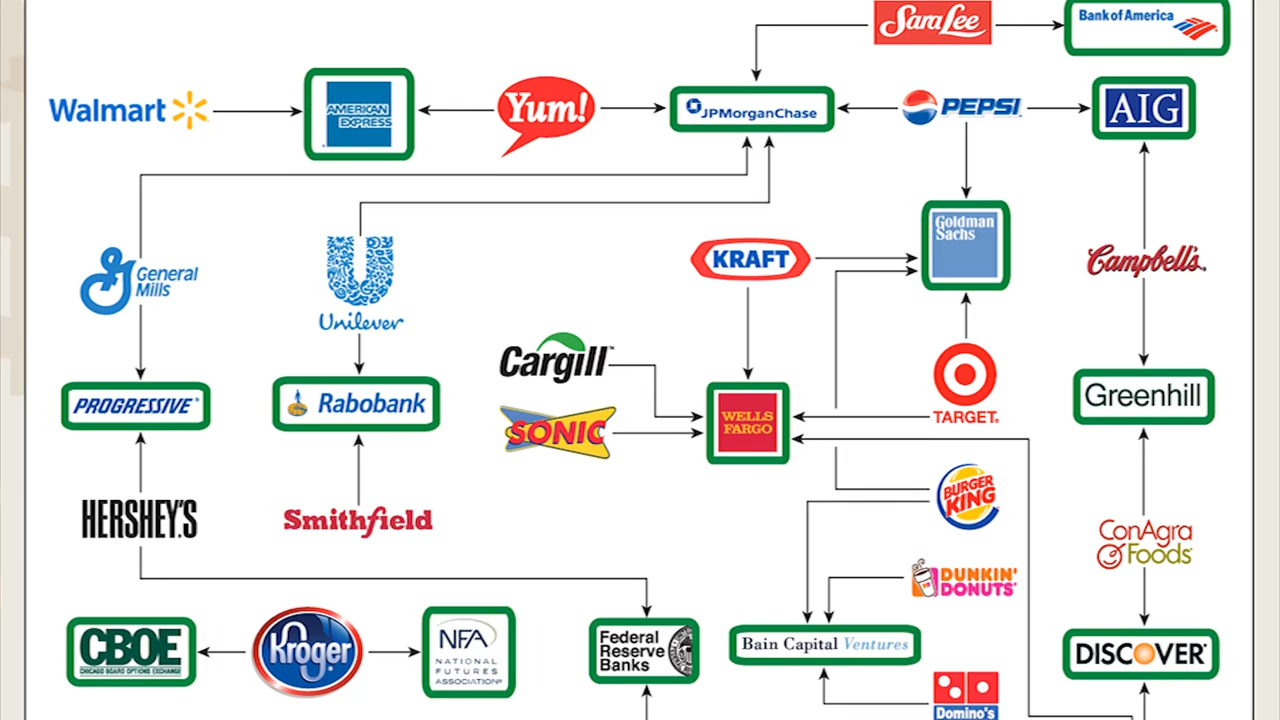 Sara Lee
Bank of America
Walmart
AMERICAN
EXPRESS
Yum!
JPMorganChase
PEPSI
AIG
General
Mills
Unilever
KRAFT
Goldman
Sachs
Campbell's
Cargill
SONIC
TARGET
PROGRESSIVE
Rabobank
WELLS
FARGO
Greenhill
HERSHEY'S
Smithfield
BURGER
KING
ConAgra
Foods
DUNKIN'
DONUTS
CBOE
CHICAGO BOARD OPTIONS EXCHANGE
Kroger
NFA
NATIONAL
FUTURES
ASSOCIATION
Federal
Reserve
Banks
Bain Capital Ventures
DISCOVER
Domino's